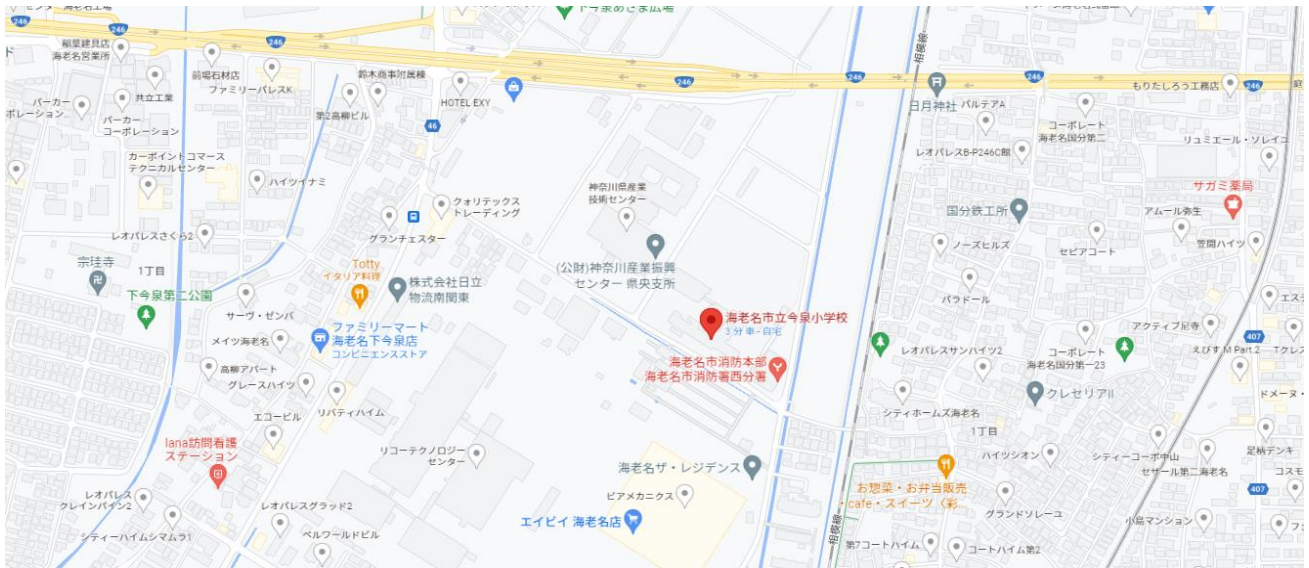 センター 海老名工場
下今泉あさま広場
246
246
246
246
246
246
稲葉建具店
海老名営業所
前場石材店
ファミリーパレスK
鈴木商事附属棟
第2高柳ビル
HOTEL EXY
46
共立工業
パーカー
コーポレーション
カーポイントコマース
テクニカルセンター
ハイツイナミ
クォリテックス
トレーディング
グランチェスター
レオパレスさくら2
宗珪寺
1丁目
下今泉第二公園
Totty
イタリア料理
株式会社日立
物流南関東
サーヴ・ゼンバ
ファミリーマート
海老名下今泉店
コンビニエンスストア
メイツ海老名
高柳アパート
グレースハイツ
エコービル
リバティハイム
lana訪問看護
ステーション
レオパレス
クレインパイン2
シティーハイムシマムラ1
レオパレスグラッド2
ベルワールドビル
リコーテクノロジー
センター
神奈川県産業
技術センター
(公財)神奈川産業振興
センター 県央支所
海老名市立今泉小学校
3 分 車 - 自宅
海老名市消防本部
海老名市消防署西分署
海老名ザ・レジデンス
ピアメカニクス
エイビイ 海老名店
相模線
日月神社
パルテアA
レオパレスB-P246C館
コーポレート
海老名国分第二
もりたしろう工務店
リュミエール・ソレイユ
サガミ薬局
国分鉄工所
アムール弥生
ノーズヒルズ
セピアコート
笠間ハイツ
パラドール
アクティブ尼寺
407
レオパレスサンハイツ2
コーポレート
海老名国分第一23
えびす M Part.2
クレセリアII
シティホームズ海老名
1丁目
ハイツシオン
シティーコーポ中山
セザール第二海老名
足柄デンキ
407
お惣菜・お弁当販売
・cafe・スイーツ〈彩...
グランドソレーユ
小島マンション
相模線
第7コートハイム
コートハイム第2